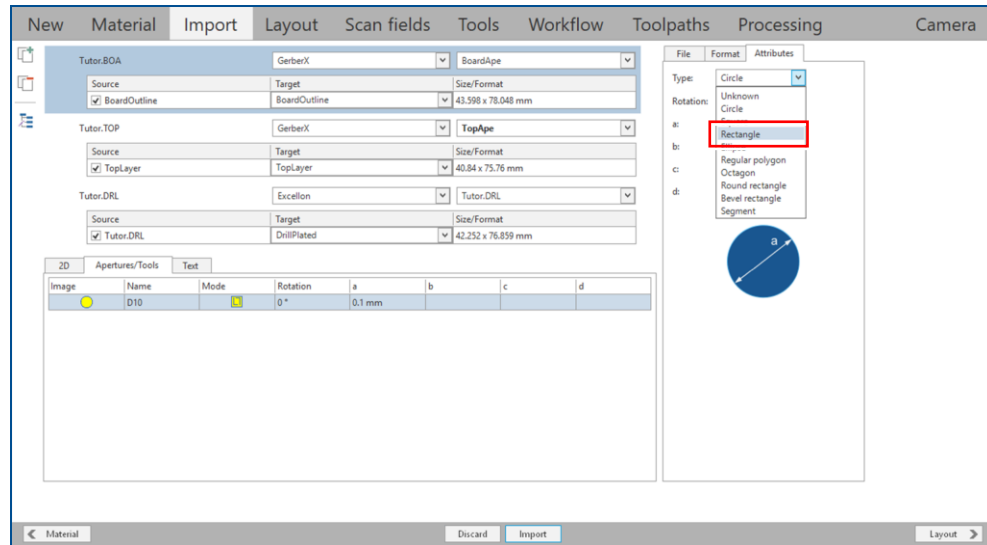 New Material Import Layout Scan fields Tools Workflow Toolpaths Processing Camera
Tutor.BOA GerberX BoardApe
Source Target Size/Format
BoardOutline BoardOutline 43.598 x 78.048 mm
Tutor.TOP GerberX TopApe
Source Target Size/Format
TopLayer TopLayer 40.84 x 75.76 mm
Tutor.DRL Excellon Tutor.DRL
Source Target Size/Format
Tutor.DRL DrillPlated 42.252 x 76.859 mm
2D Apertures/Tools Text
Image Name Mode Rotation a b c d
D10 0 ° 0.1 mm
File Format Attributes
Type: Circle
Rotation:
a:
b:
c:
d:
Unknown
Circle
Rectangle
Regular polygon
Octagon
Round rectangle
Bevel rectangle
Segment
a
Material Discard Import Layout